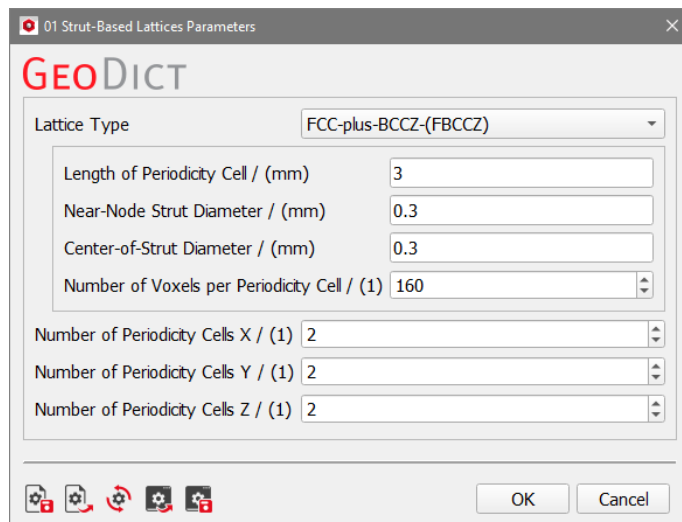 01 Strut-Based Lattices Parameters
GEODICT
Lattice Type FCC-plus-BCCZ-(FBCCZ)
Length of Periodicity Cell / (mm) 3
Near-Node Strut Diameter / (mm) 0.3
Center-of-Strut Diameter / (mm) 0.3
Number of Voxels per Periodicity Cell / (1) 160
Number of Periodicity Cells X / (1) 2
Number of Periodicity Cells Y / (1) 2
Number of Periodicity Cells Z / (1) 2
OK Cancel